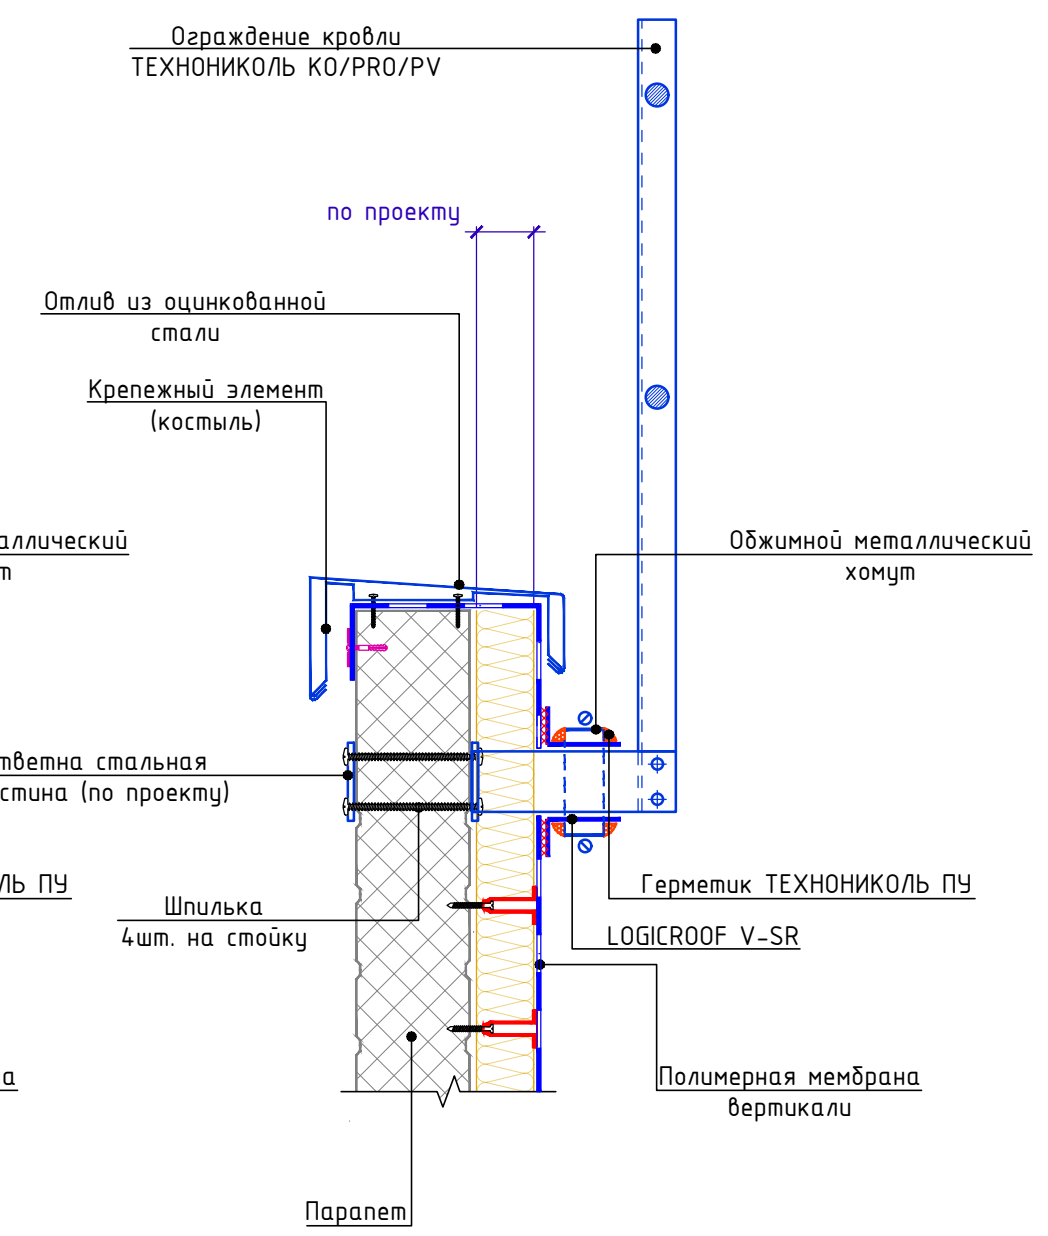 Ограждение кровли
ТЕХНОНИКОЛЬ КО/PRO/PV
по проекту
Отлив из оцинкованной
стали
Крепежный элемент
(костыль)
аллический
т
Обжимной металлический
хомут
тветна стальная
стина (по проекту)
ЛЬ ПУ
Шпилька
4шт. на стойку
Герметик ТЕХНОНИКОЛЬ ПУ
LOGICROOF V-SR
а
Полимерная мембрана
вертикали
Парапет